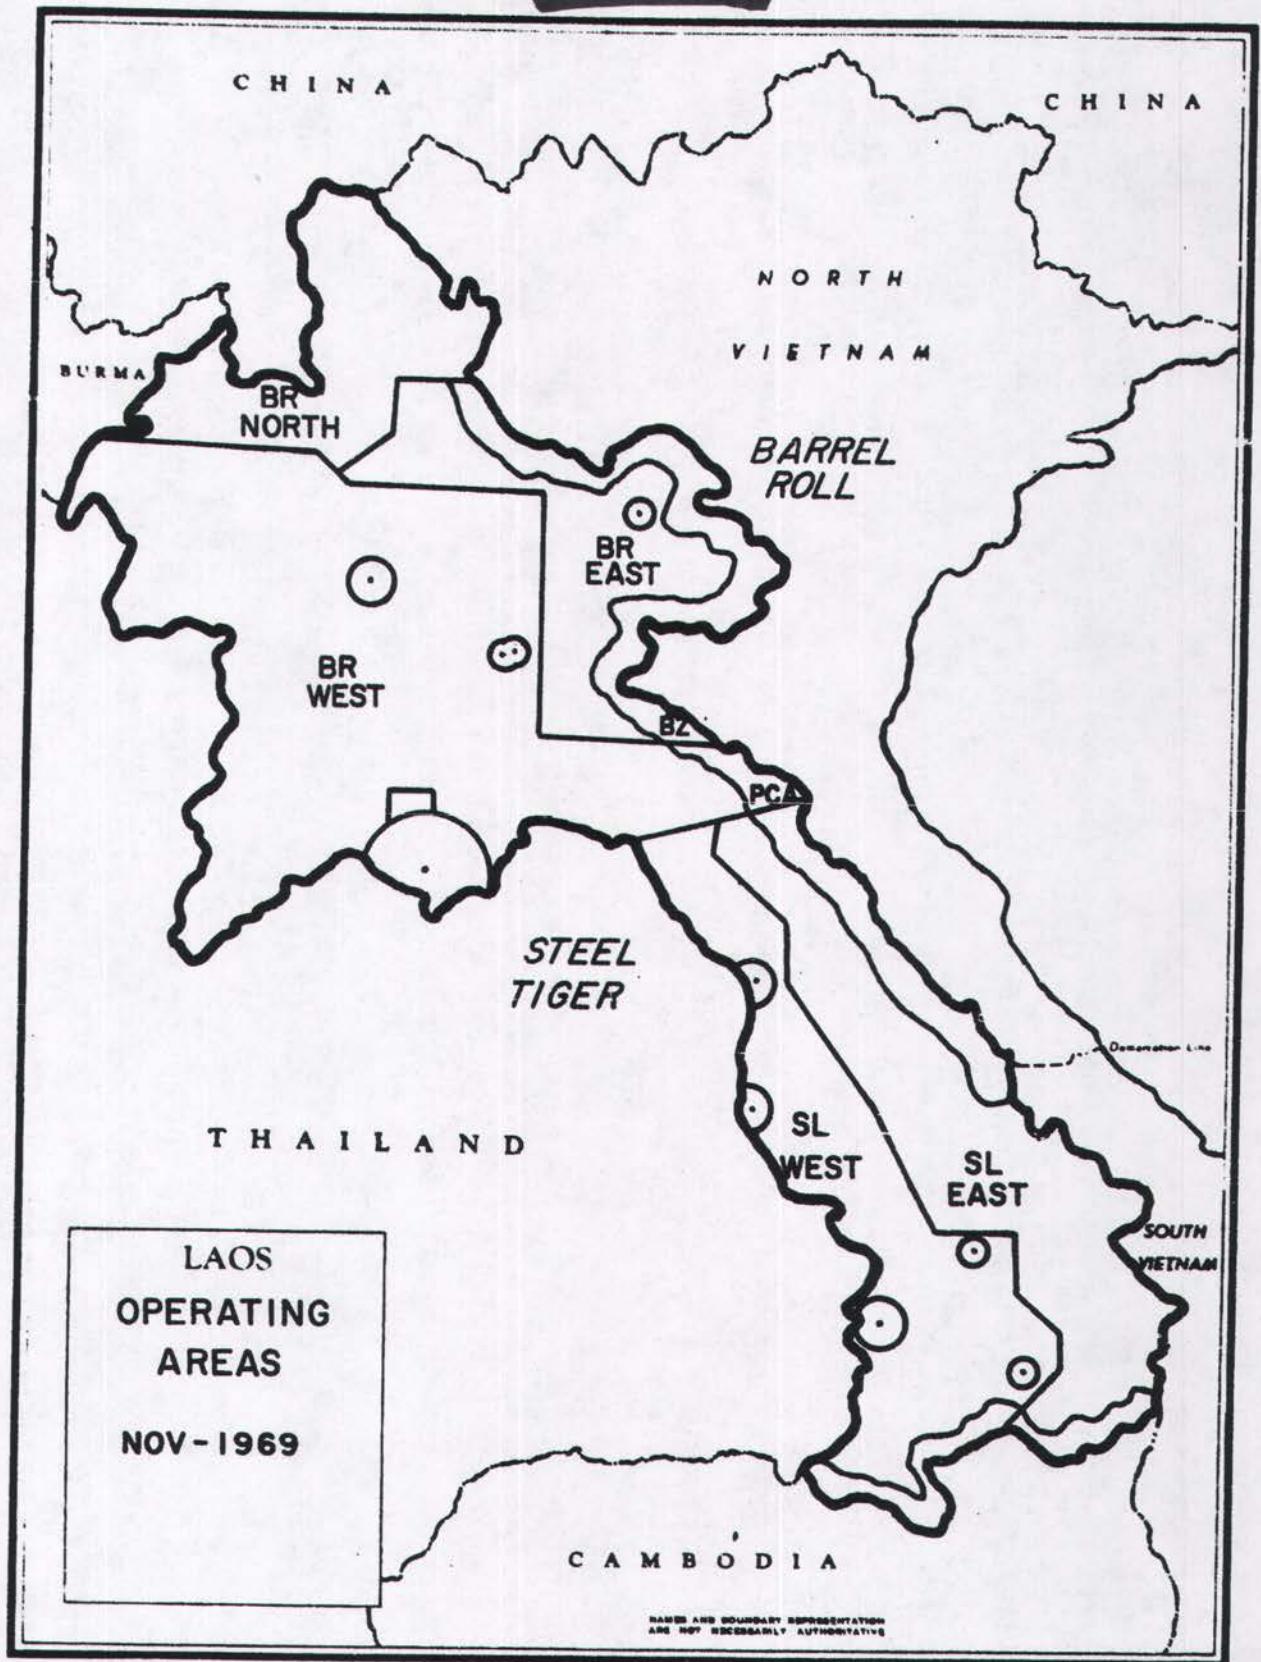 CHINA
CHINA
NORTH
VIETNAM
BURMA
BR
NORTH
BARREL
ROLL
BR
EAST
BR
WEST
BZ
PCA
STEEL
TIGER
Demarcation Line
THAILAND
SL
WEST
SL
EAST
SOUTH
VIETNAM
LAOS
OPERATING
AREAS
NOV-1969
CAMBODIA
NAMES AND BOUNDARY REPRESENTATION
ARE NOT NECESSARILY AUTHORITATIVE